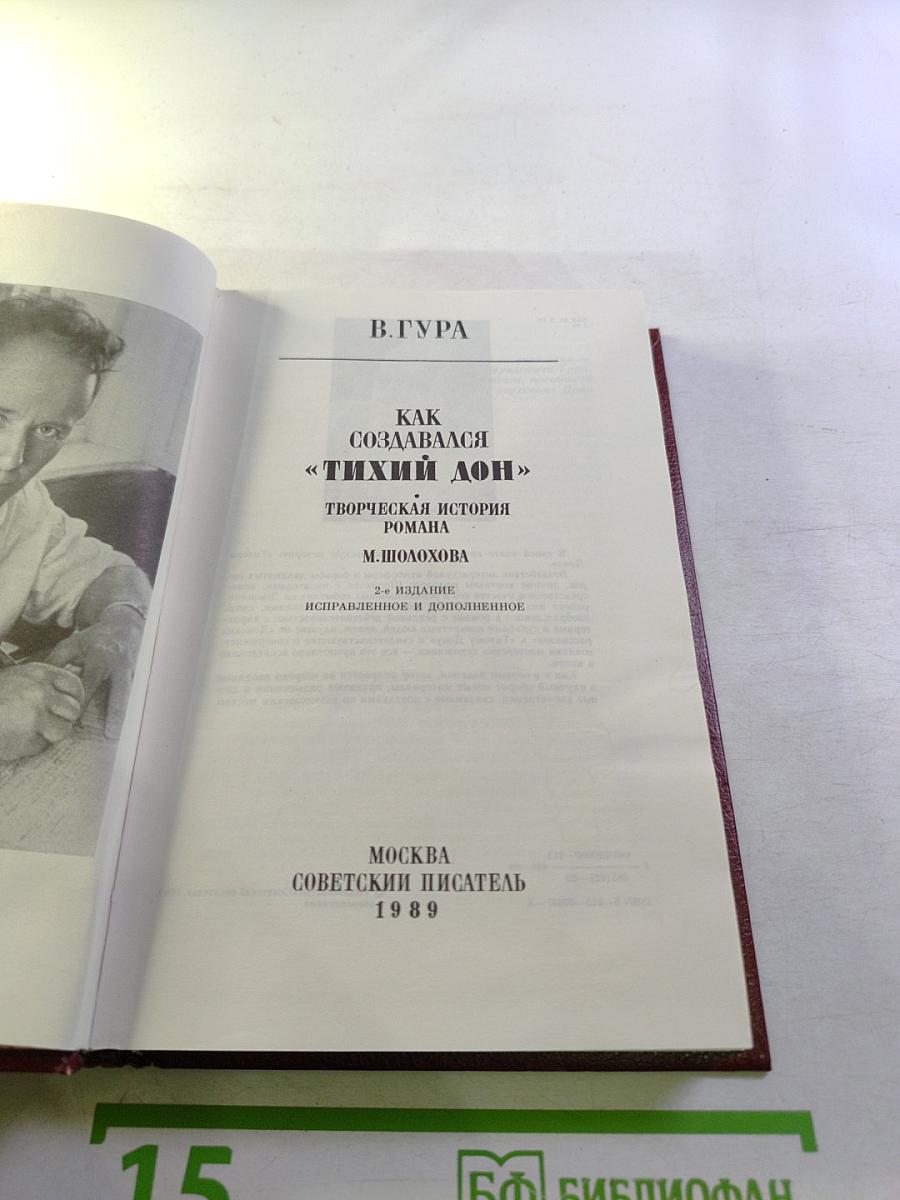 В. ГУРА
КАК
СОЗДАВАЛСЯ
«ТИХИЙ ДОН»
ТВОРЧЕСКАЯ ИСТОРИЯ
РОМАНА
М. ШОЛОХОВА
2-е ИЗДАНИЕ
ИСПРАВЛЕННОЕ И ДОПОЛНЕННОЕ
МОСКВА
СОВЕТСКИЙ ПИСАТЕЛЬ
1989
15
БФ БИБЛИОФАН